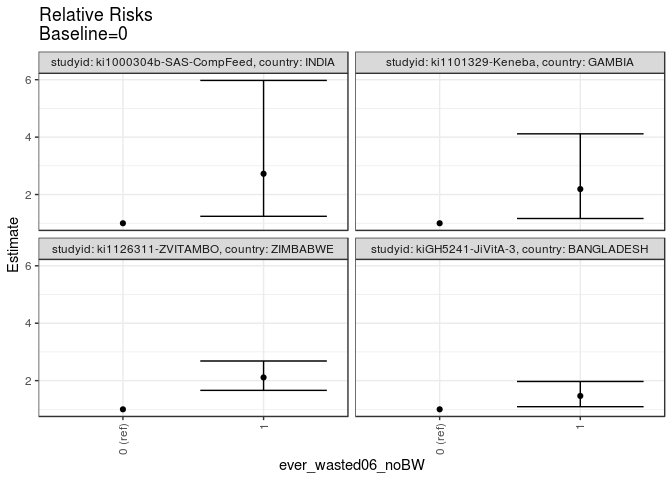 Relative Risks
Baseline=0
studyid: ki1000304b-SAS-CompFeed, country: INDIA
studyid: ki1101329-Keneba, country: GAMBIA
6
4
2
studyid: ki1126311-ZVITAMBO, country: ZIMBABWE
studyid: kiGH5241-JiVitA-3, country: BANGLADESH
6
4
2
Estimate
0 (ref)
1
0 (ref)
1
ever_wasted06_noBW